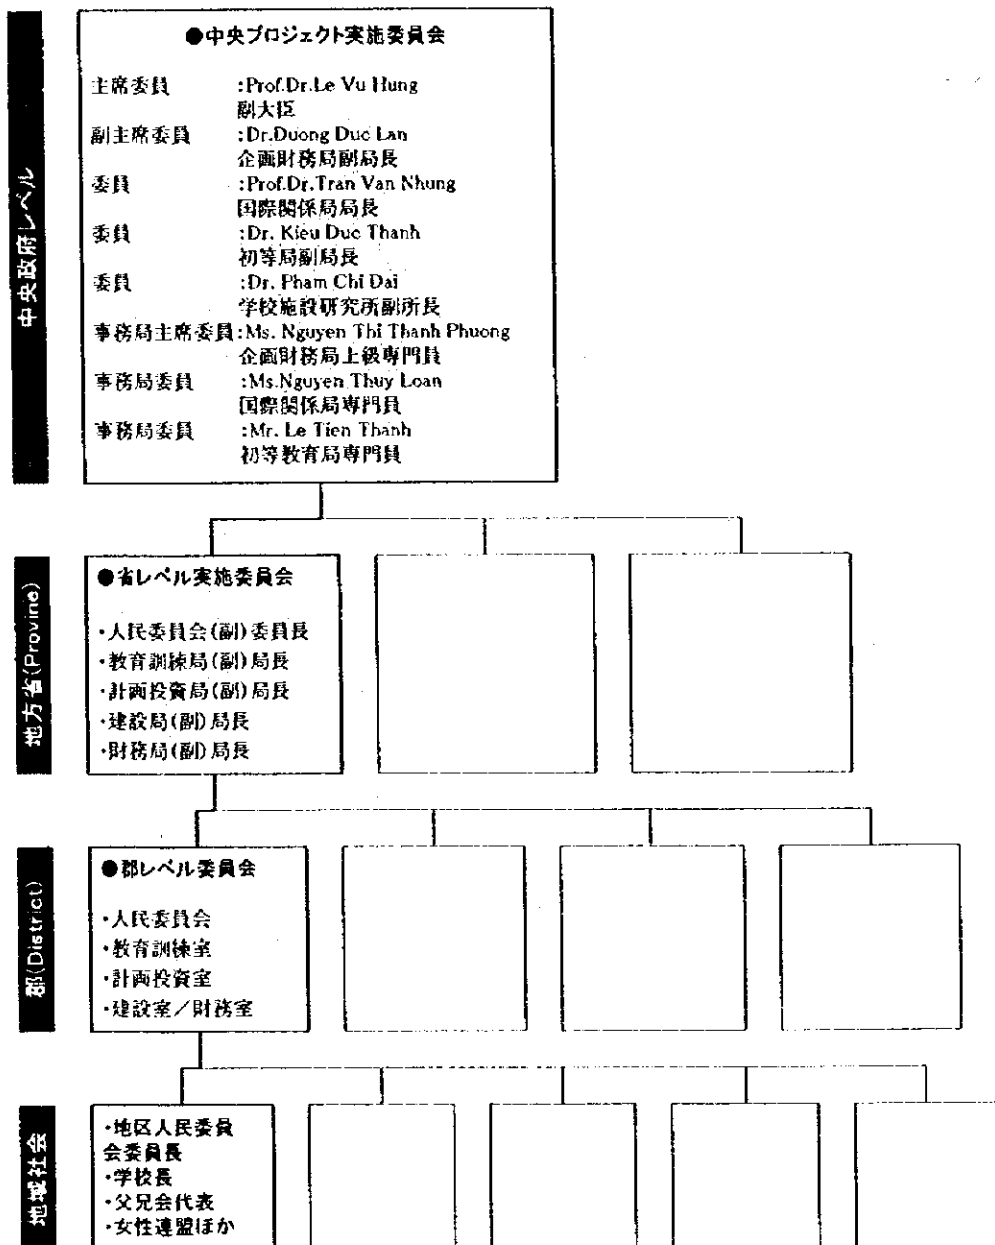 中央政府レベル
●中央プロジェクト実施委員会
主席委員 :Prof.Dr.Le Vu Hung
副大臣
副主席委員 :Dr.Duong Duc Lan
企画財務局副局長
委員 :Prof.Dr.Tran Van Nhung
国際関係局局長
委員 :Dr. Kieu Duc Thanh
初等局副局長
委員 :Dr. Pham Chi Dai
学校施設研究所副所長
事務局主席委員:Ms. Nguyen Thi Thanh Phuong
企画財務局上級専門員
事務局委員 :Ms.Nguyen Thuy Loan
国際関係局専門員
事務局委員 :Mr. Le Tien Thanh
初等教育局専門員
地方省(Provine)
●省レベル実施委員会
・人民委員会(副)委員長
・教育訓練局(副)局長
・計画投資局(副)局長
・建設局(副)局長
・財務局(副)局長
郡(District)
●郡レベル委員会
・人民委員会
・教育訓練室
・計画投資室
・建設室／財務室
地域社会
・地区人民委員
会委員長
・学校長
・父兄会代表
・女性連盟ほか